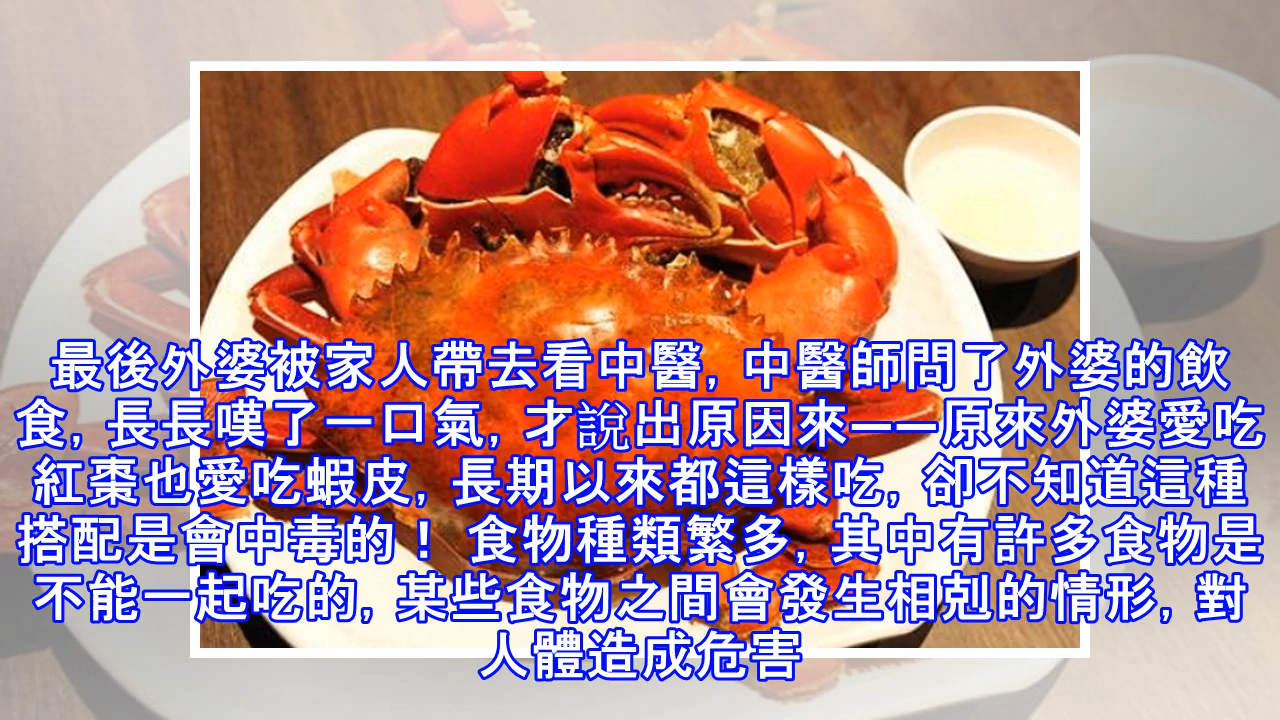 最後外婆被家人帶去看中醫, 中醫師問了外婆的飲
食, 長長嘆了一口氣, 才說出原因來——原來外婆愛吃
紅棗也愛吃蝦皮, 長期以來都這樣吃, 卻不知道這種
搭配是會中毒的！ 食物種類繁多, 其中有許多食物是
不能一起吃的, 某些食物之間會發生相剋的情形, 對
人體造成危害